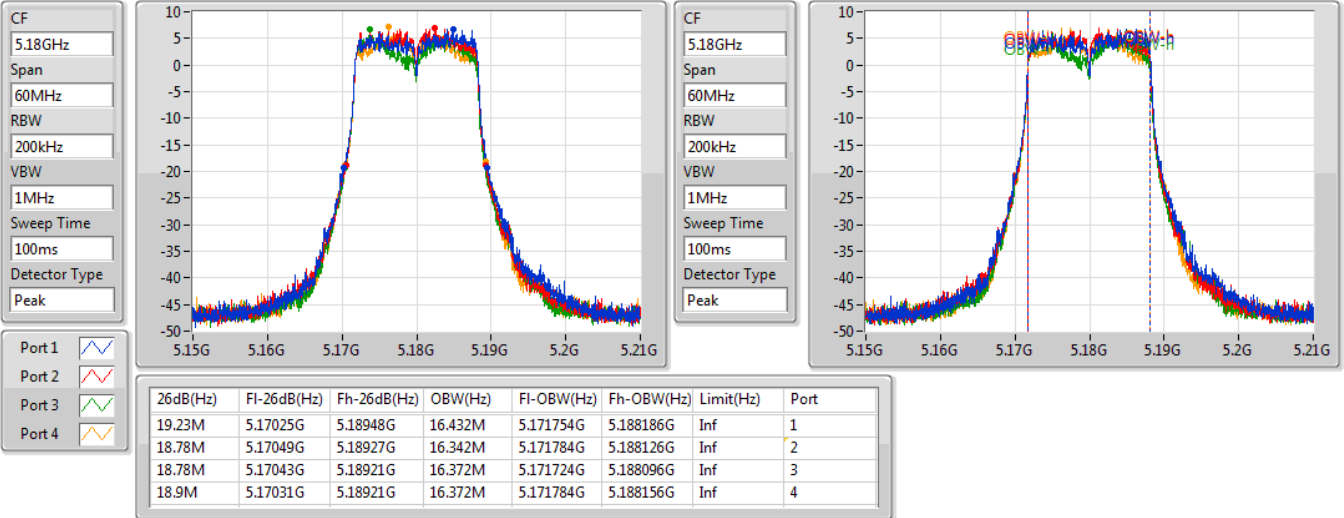 CF
5.18GHz
Span
60MHz
RBW
200kHz
VBW
1MHz
Sweep Time
100ms
Detector Type
Peak
10
5
0
-5
-10
-15
-20
-25
-30
-35
-40
-45
-50
5.15G 5.16G 5.17G 5.18G 5.19G 5.2G 5.21G
CF
5.18GHz
Span
60MHz
RBW
200kHz
VBW
1MHz
Sweep Time
100ms
Detector Type
Peak
10
5
0
-5
-10
-15
-20
-25
-30
-35
-40
-45
-50
5.15G 5.16G 5.17G 5.18G 5.19G 5.2G 5.21G
Port 1
Port 2
Port 3
Port 4
26dB(Hz) Fl-26dB(Hz) Fh-26dB(Hz) OBW(Hz) Fl-OBW(Hz) Fh-OBW(Hz) Limit(Hz) Port
19.23M 5.17025G 5.18948G 16.432M 5.171754G 5.188186G Inf 1
18.78M 5.17049G 5.18927G 16.342M 5.171784G 5.188126G Inf 2
18.78M 5.17043G 5.18921G 16.372M 5.171724G 5.188096G Inf 3
18.9M 5.17031G 5.18921G 16.372M 5.171784G 5.188156G Inf 4